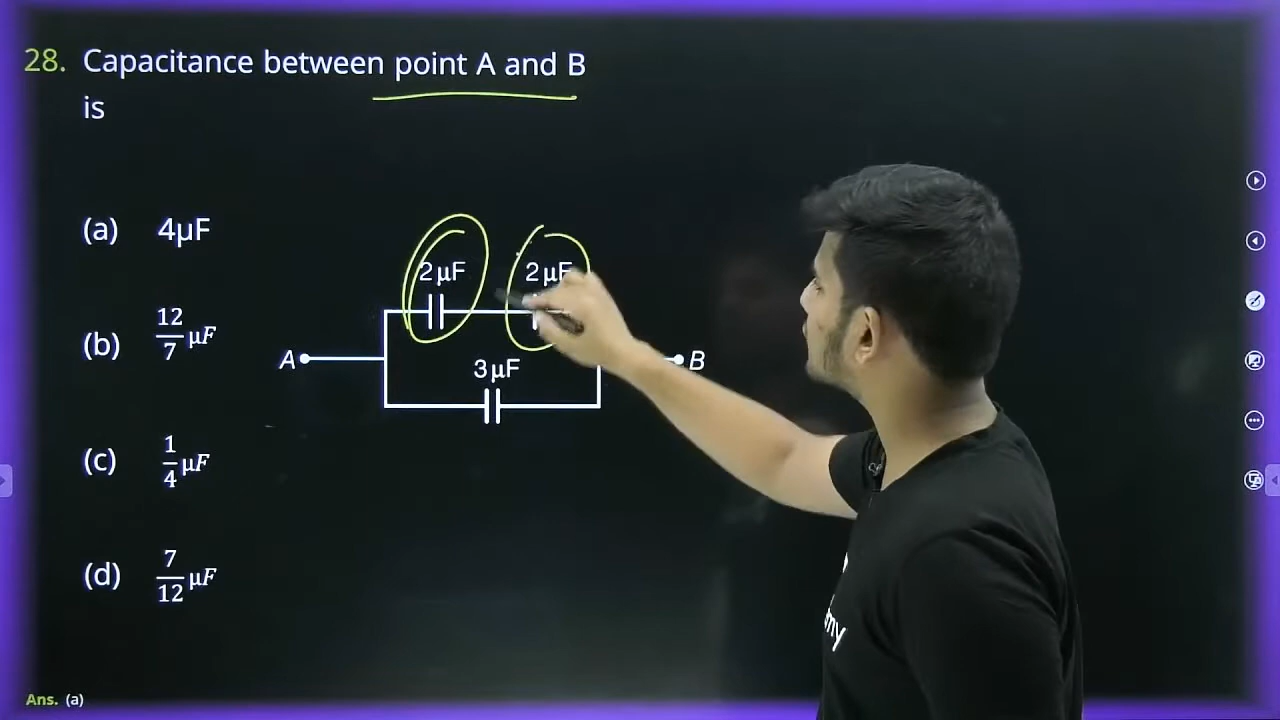 28. Capacitance between point A and B
is
(a) 4μF
(b) 12/7 μF
(c) 1/4 μF
(d) 7/12 μF
2μF 2μF
A B
3μF
my
Ans. (a)